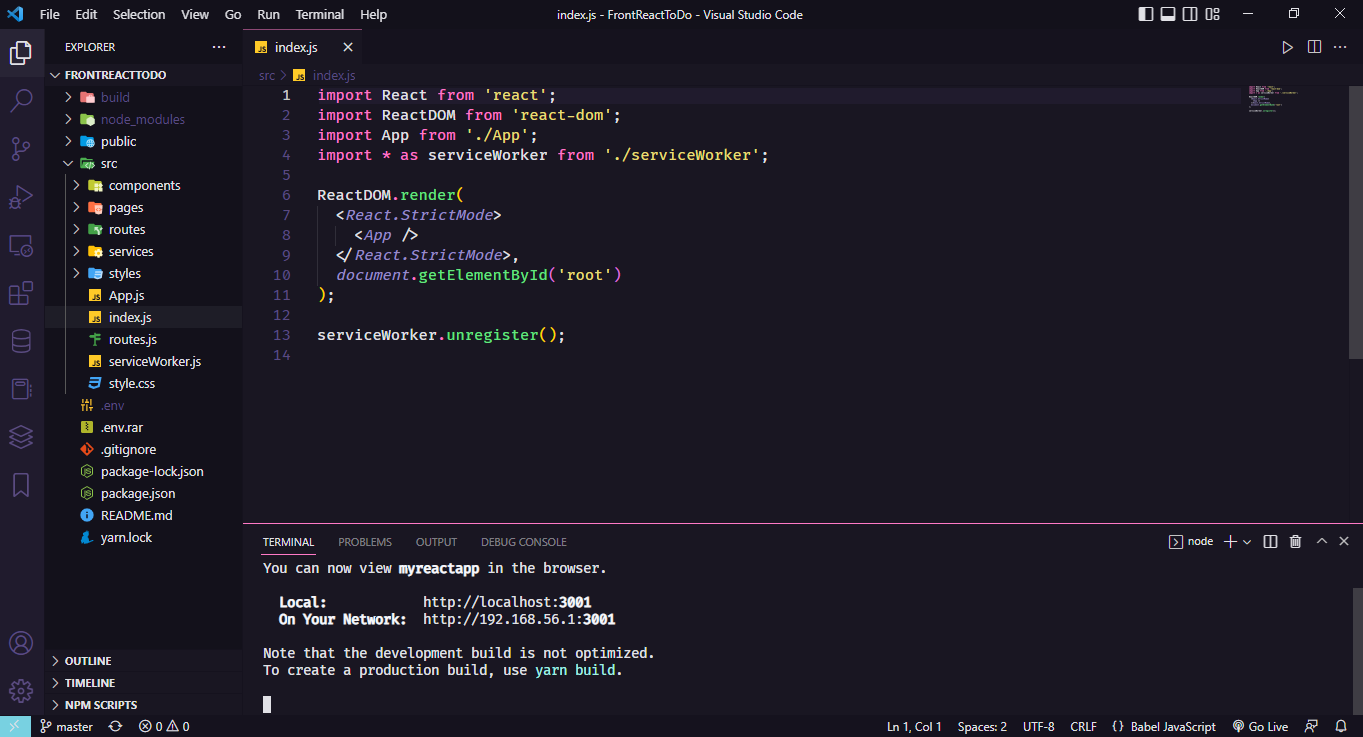 File Edit Selection View Go Run Terminal Help
index.js - FrontReactToDo - Visual Studio Code
EXPLORER
FRONTREACTTODO
build
node_modules
public
src
components
pages
routes
services
styles
App.js
index.js
routes.js
serviceWorker.js
style.css
.env
.env.rar
.gitignore
package-lock.json
package.json
README.md
yarn.lock
OUTLINE
TIMELINE
NPM SCRIPTS
index.js
src > index.js
1 import React from 'react';
2 import ReactDOM from 'react-dom';
3 import App from './App';
4 import * as serviceWorker from './serviceWorker';
5
6 ReactDOM.render(
7 <React.StrictMode>
8 <App />
9 </React.StrictMode>,
10 document.getElementById('root')
11 );
12
13 serviceWorker.unregister();
14
TERMINAL PROBLEMS OUTPUT DEBUG CONSOLE
node
You can now view myreactapp in the browser.
Local: http://localhost:3001
On Your Network: http://192.168.56.1:3001
Note that the development build is not optimized.
To create a production build, use yarn build.
master 0 0
Ln 1, Col 1 Spaces: 2 UTF-8 CRLF {} Babel JavaScript Go Live